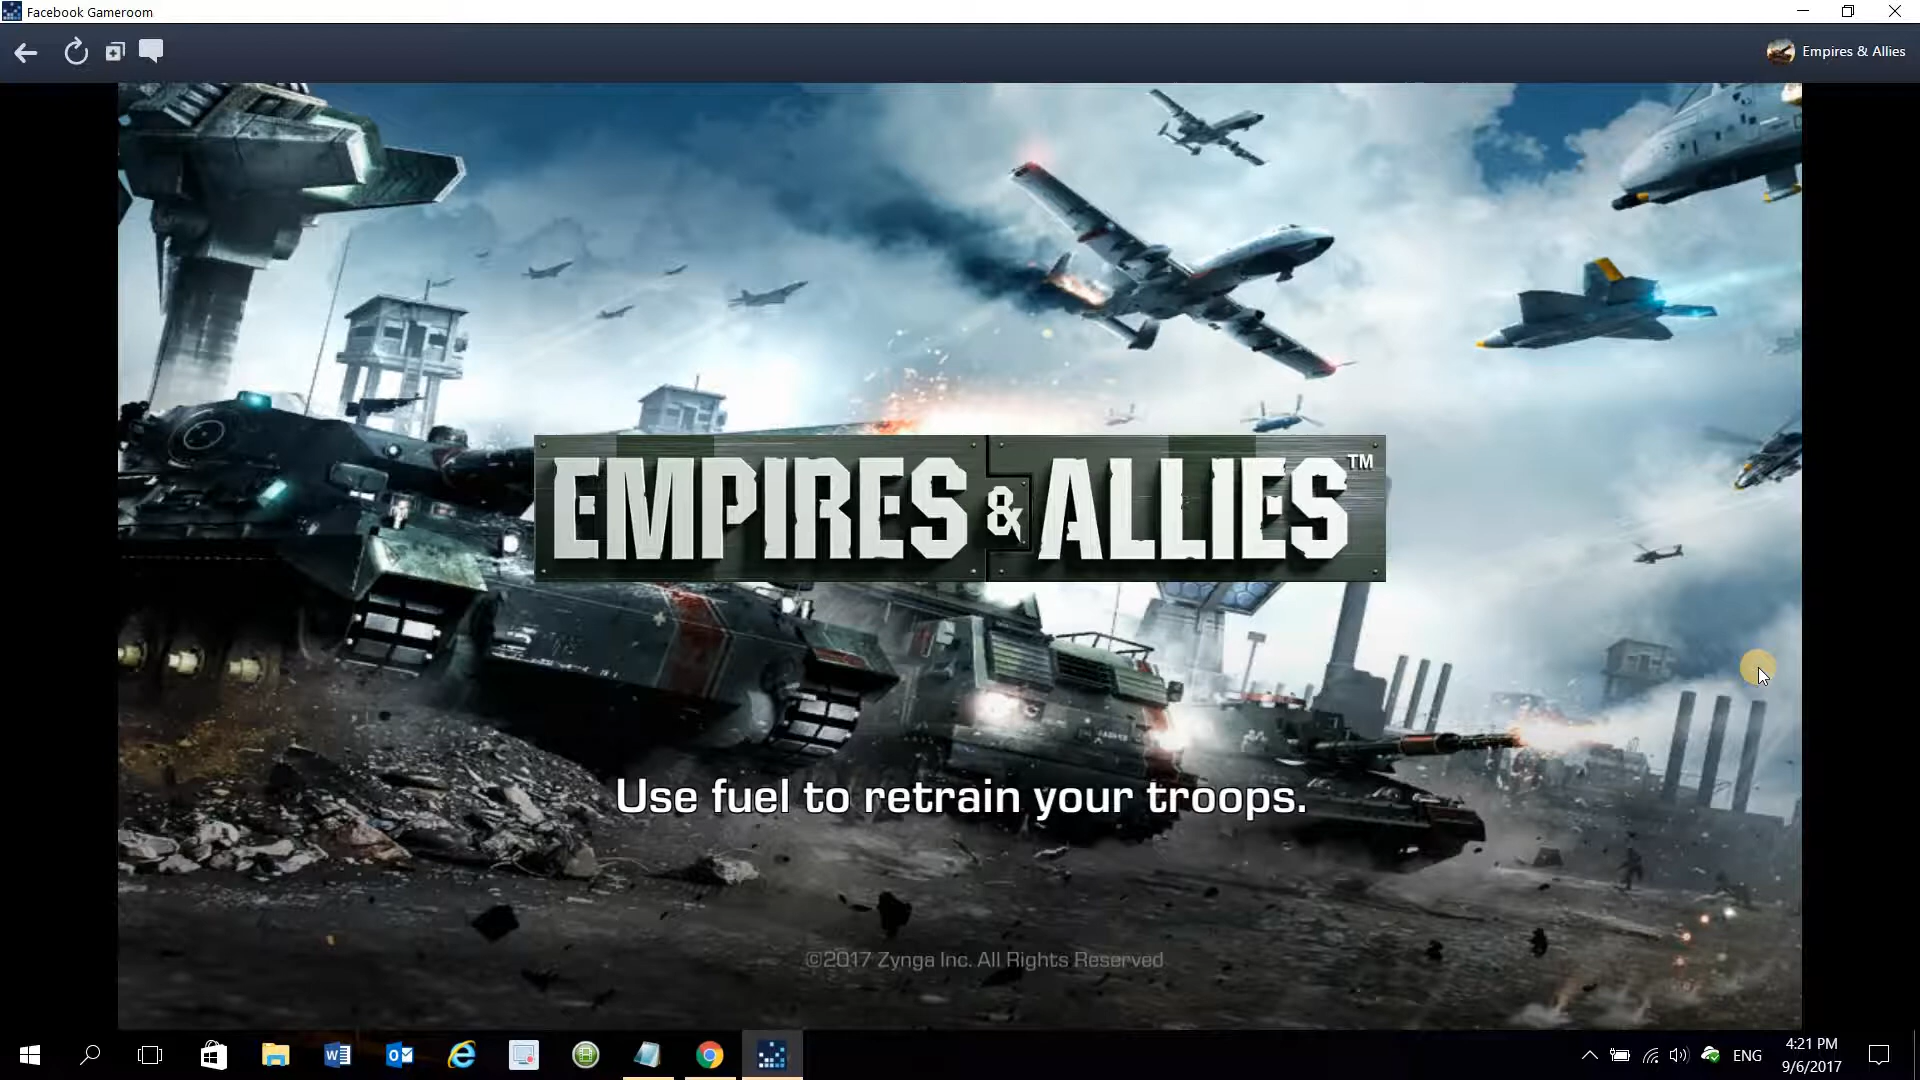 Facebook Gameroom
Empires & Allies
EMPIRES & ALLIES™
Use fuel to retrain your troops.
©2017 Zynga Inc. All Rights Reserved
ENG
4:21 PM
9/6/2017